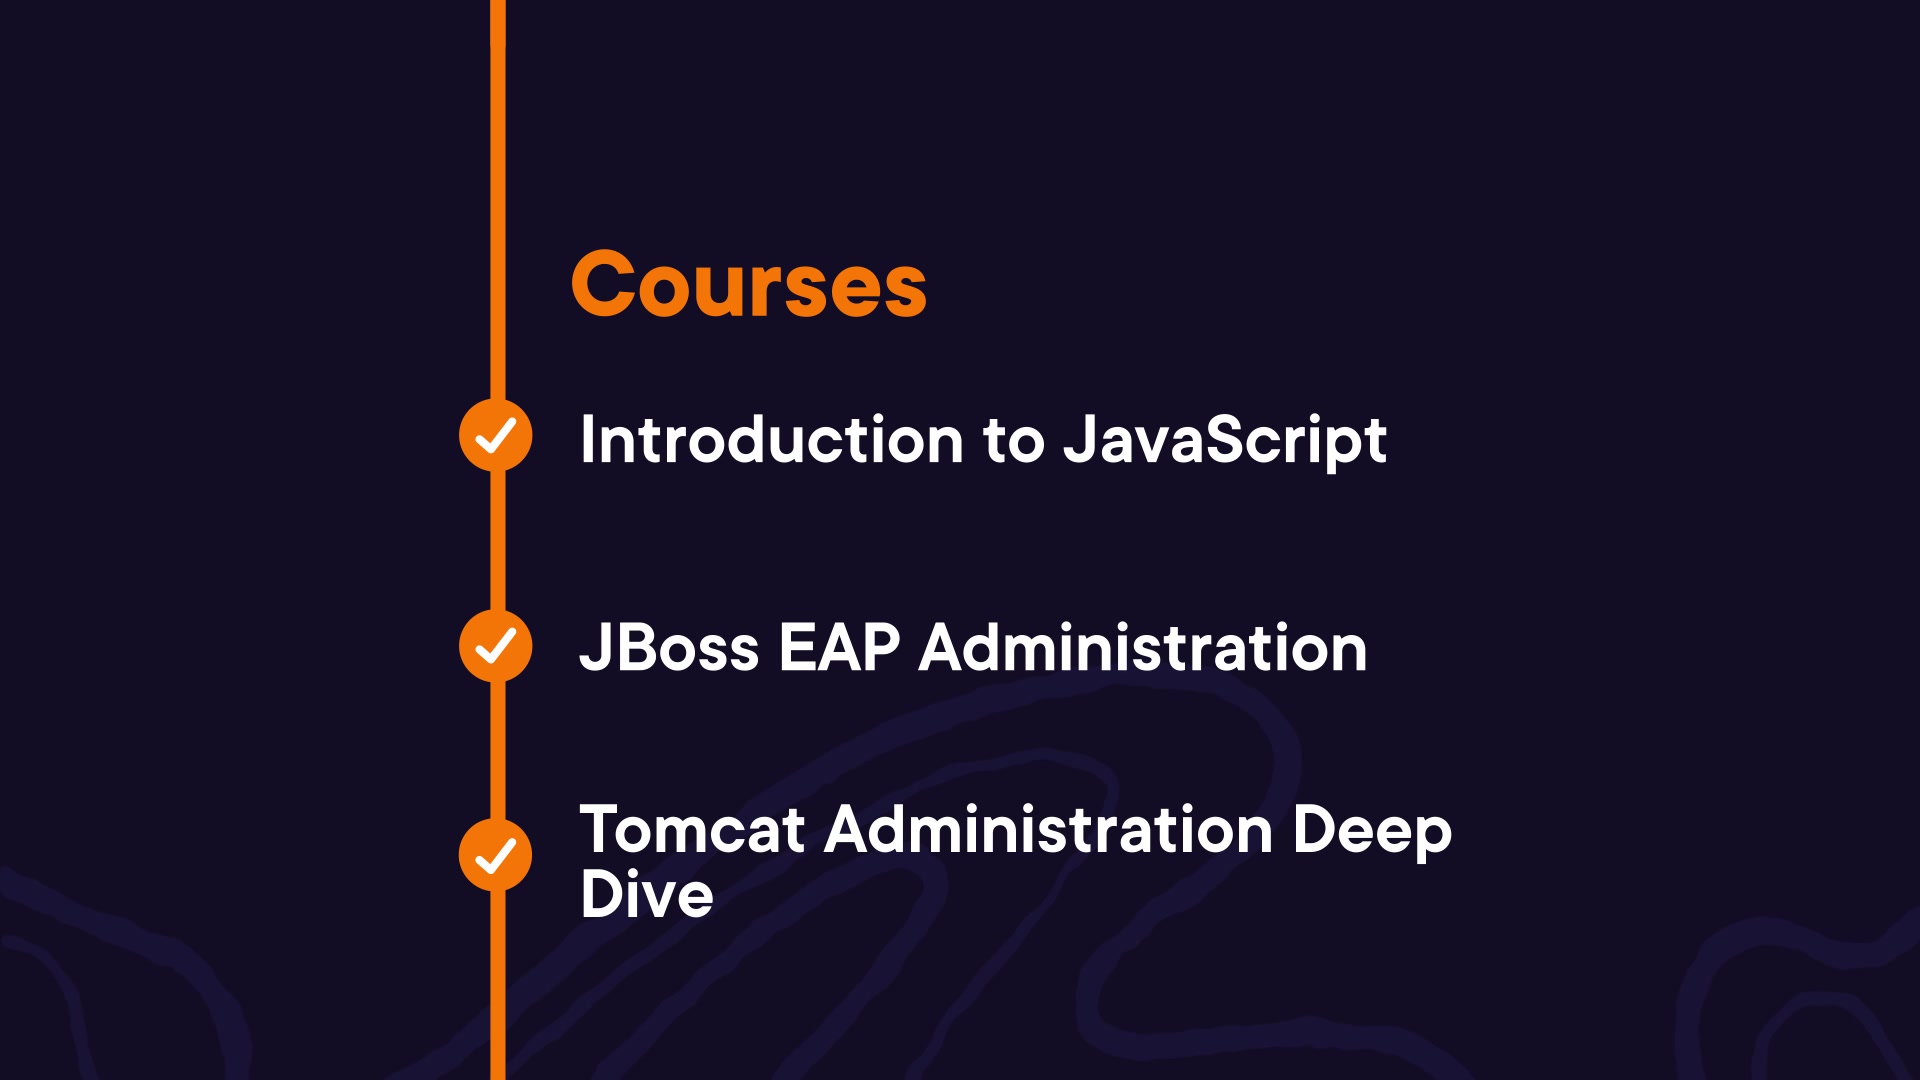 Courses
Introduction to JavaScript
JBoss EAP Administration
Tomcat Administration Deep
Dive